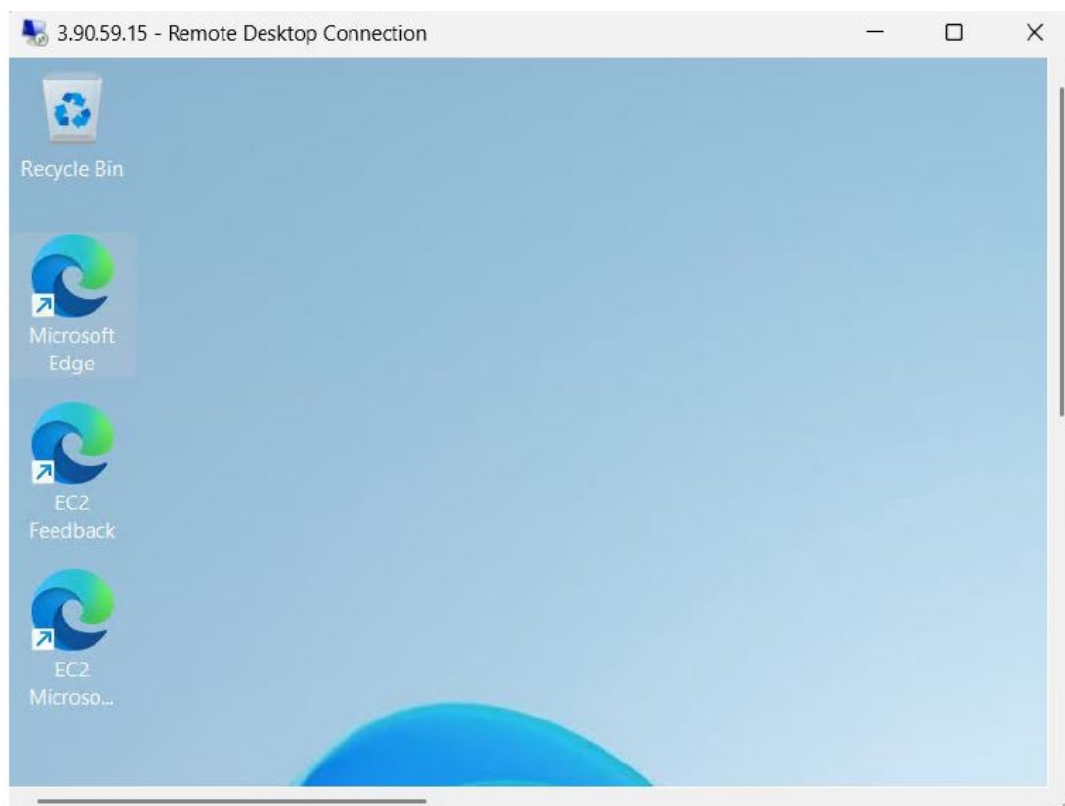 3.90.59.15 - Remote Desktop Connection
Recycle Bin
Microsoft
Edge
EC2
Feedback
EC2
Microso...